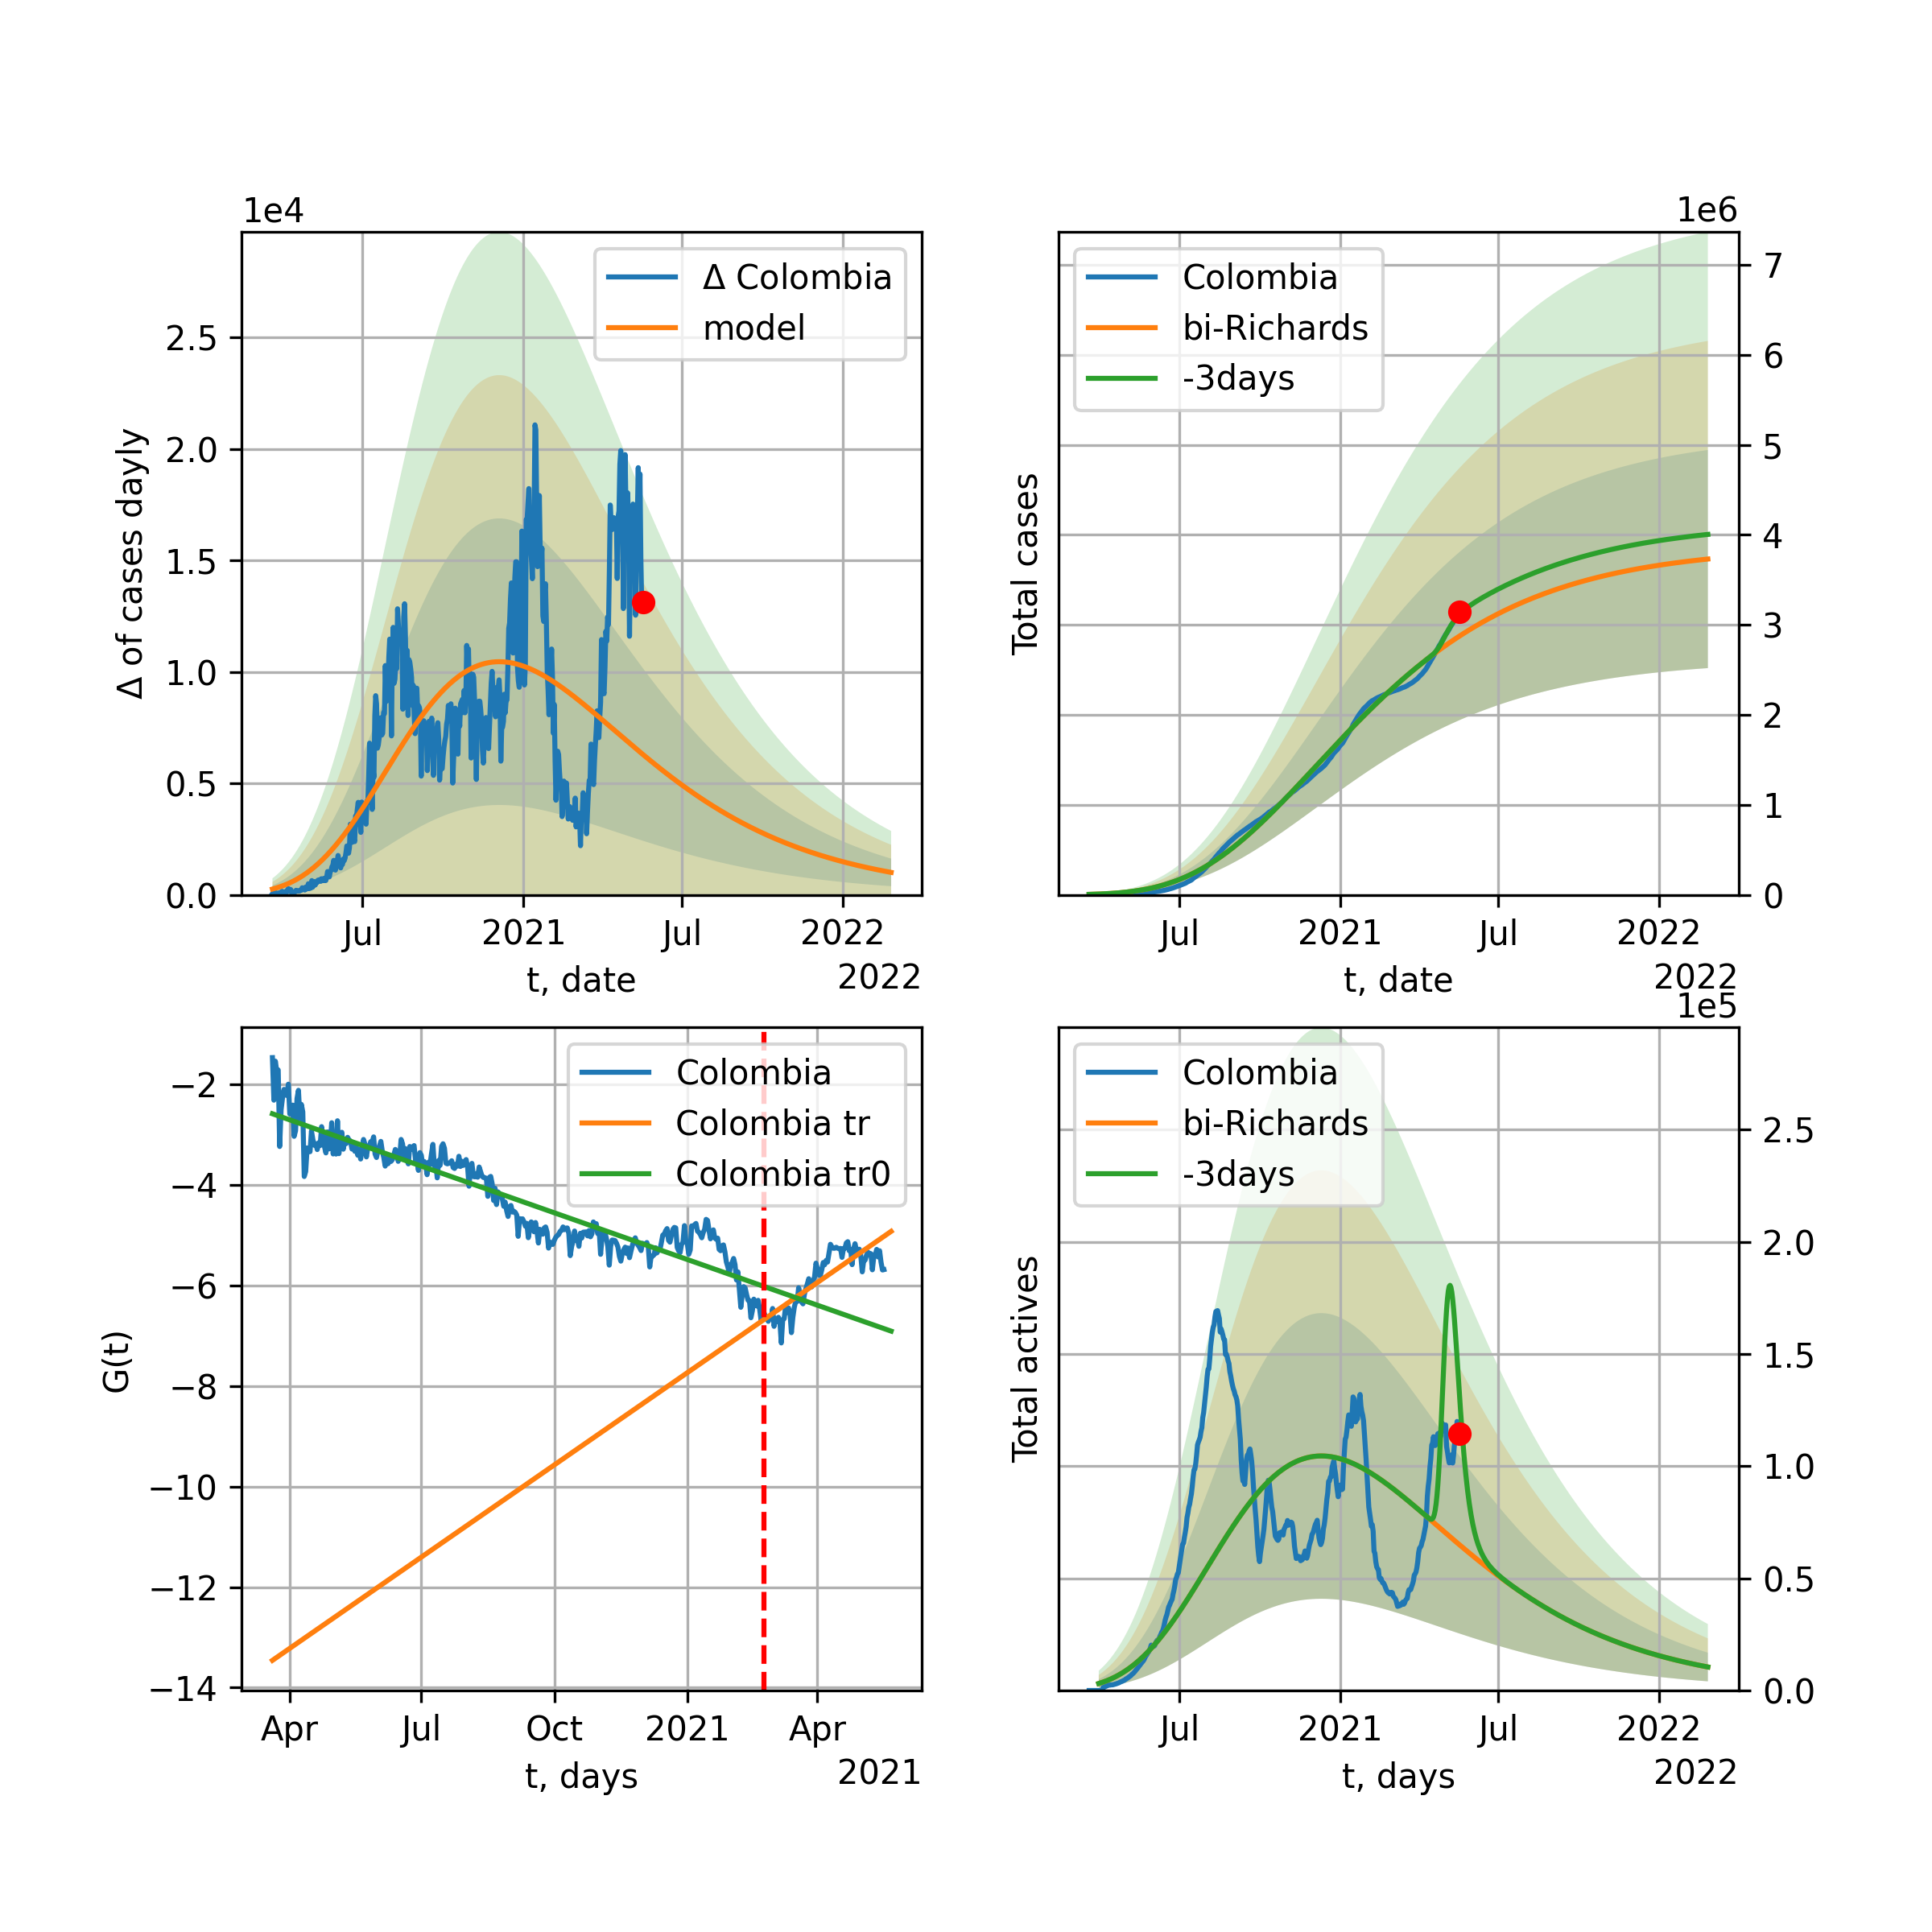 1e4
Δ Colombia
model
2.5
2.0
1.5
1.0
0.5
0.0
Δ of cases dayly
Jul
2021
Jul
2022
t, date
2022
1e6
Colombia
bi-Richards
-3days
7
6
5
4
3
2
1
0
Total cases
Jul
2021
Jul
2022
t, date
2022
Colombia
Colombia tr
Colombia tr0
−2
−4
−6
−8
−10
−12
−14
G(t)
Apr
Jul
Oct
2021
Apr
t, days
2021
1e5
Colombia
bi-Richards
-3days
2.5
2.0
1.5
1.0
0.5
0.0
Total actives
Jul
2021
Jul
2022
t, days
2022